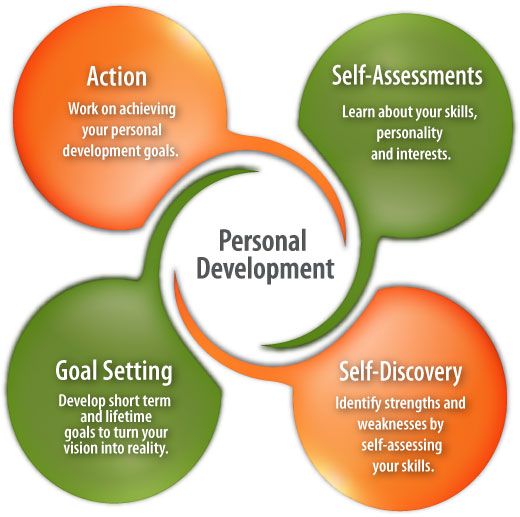 Action
Work on achieving
your personal
development goals.
Self-Assessments
Learn about your skills,
personality
and interests.
Personal
Development
Goal Setting
Develop short term
and lifetime
goals to turn your
vision into reality.
Self-Discovery
Identify strengths and
weaknesses by
self-assessing
your skills.